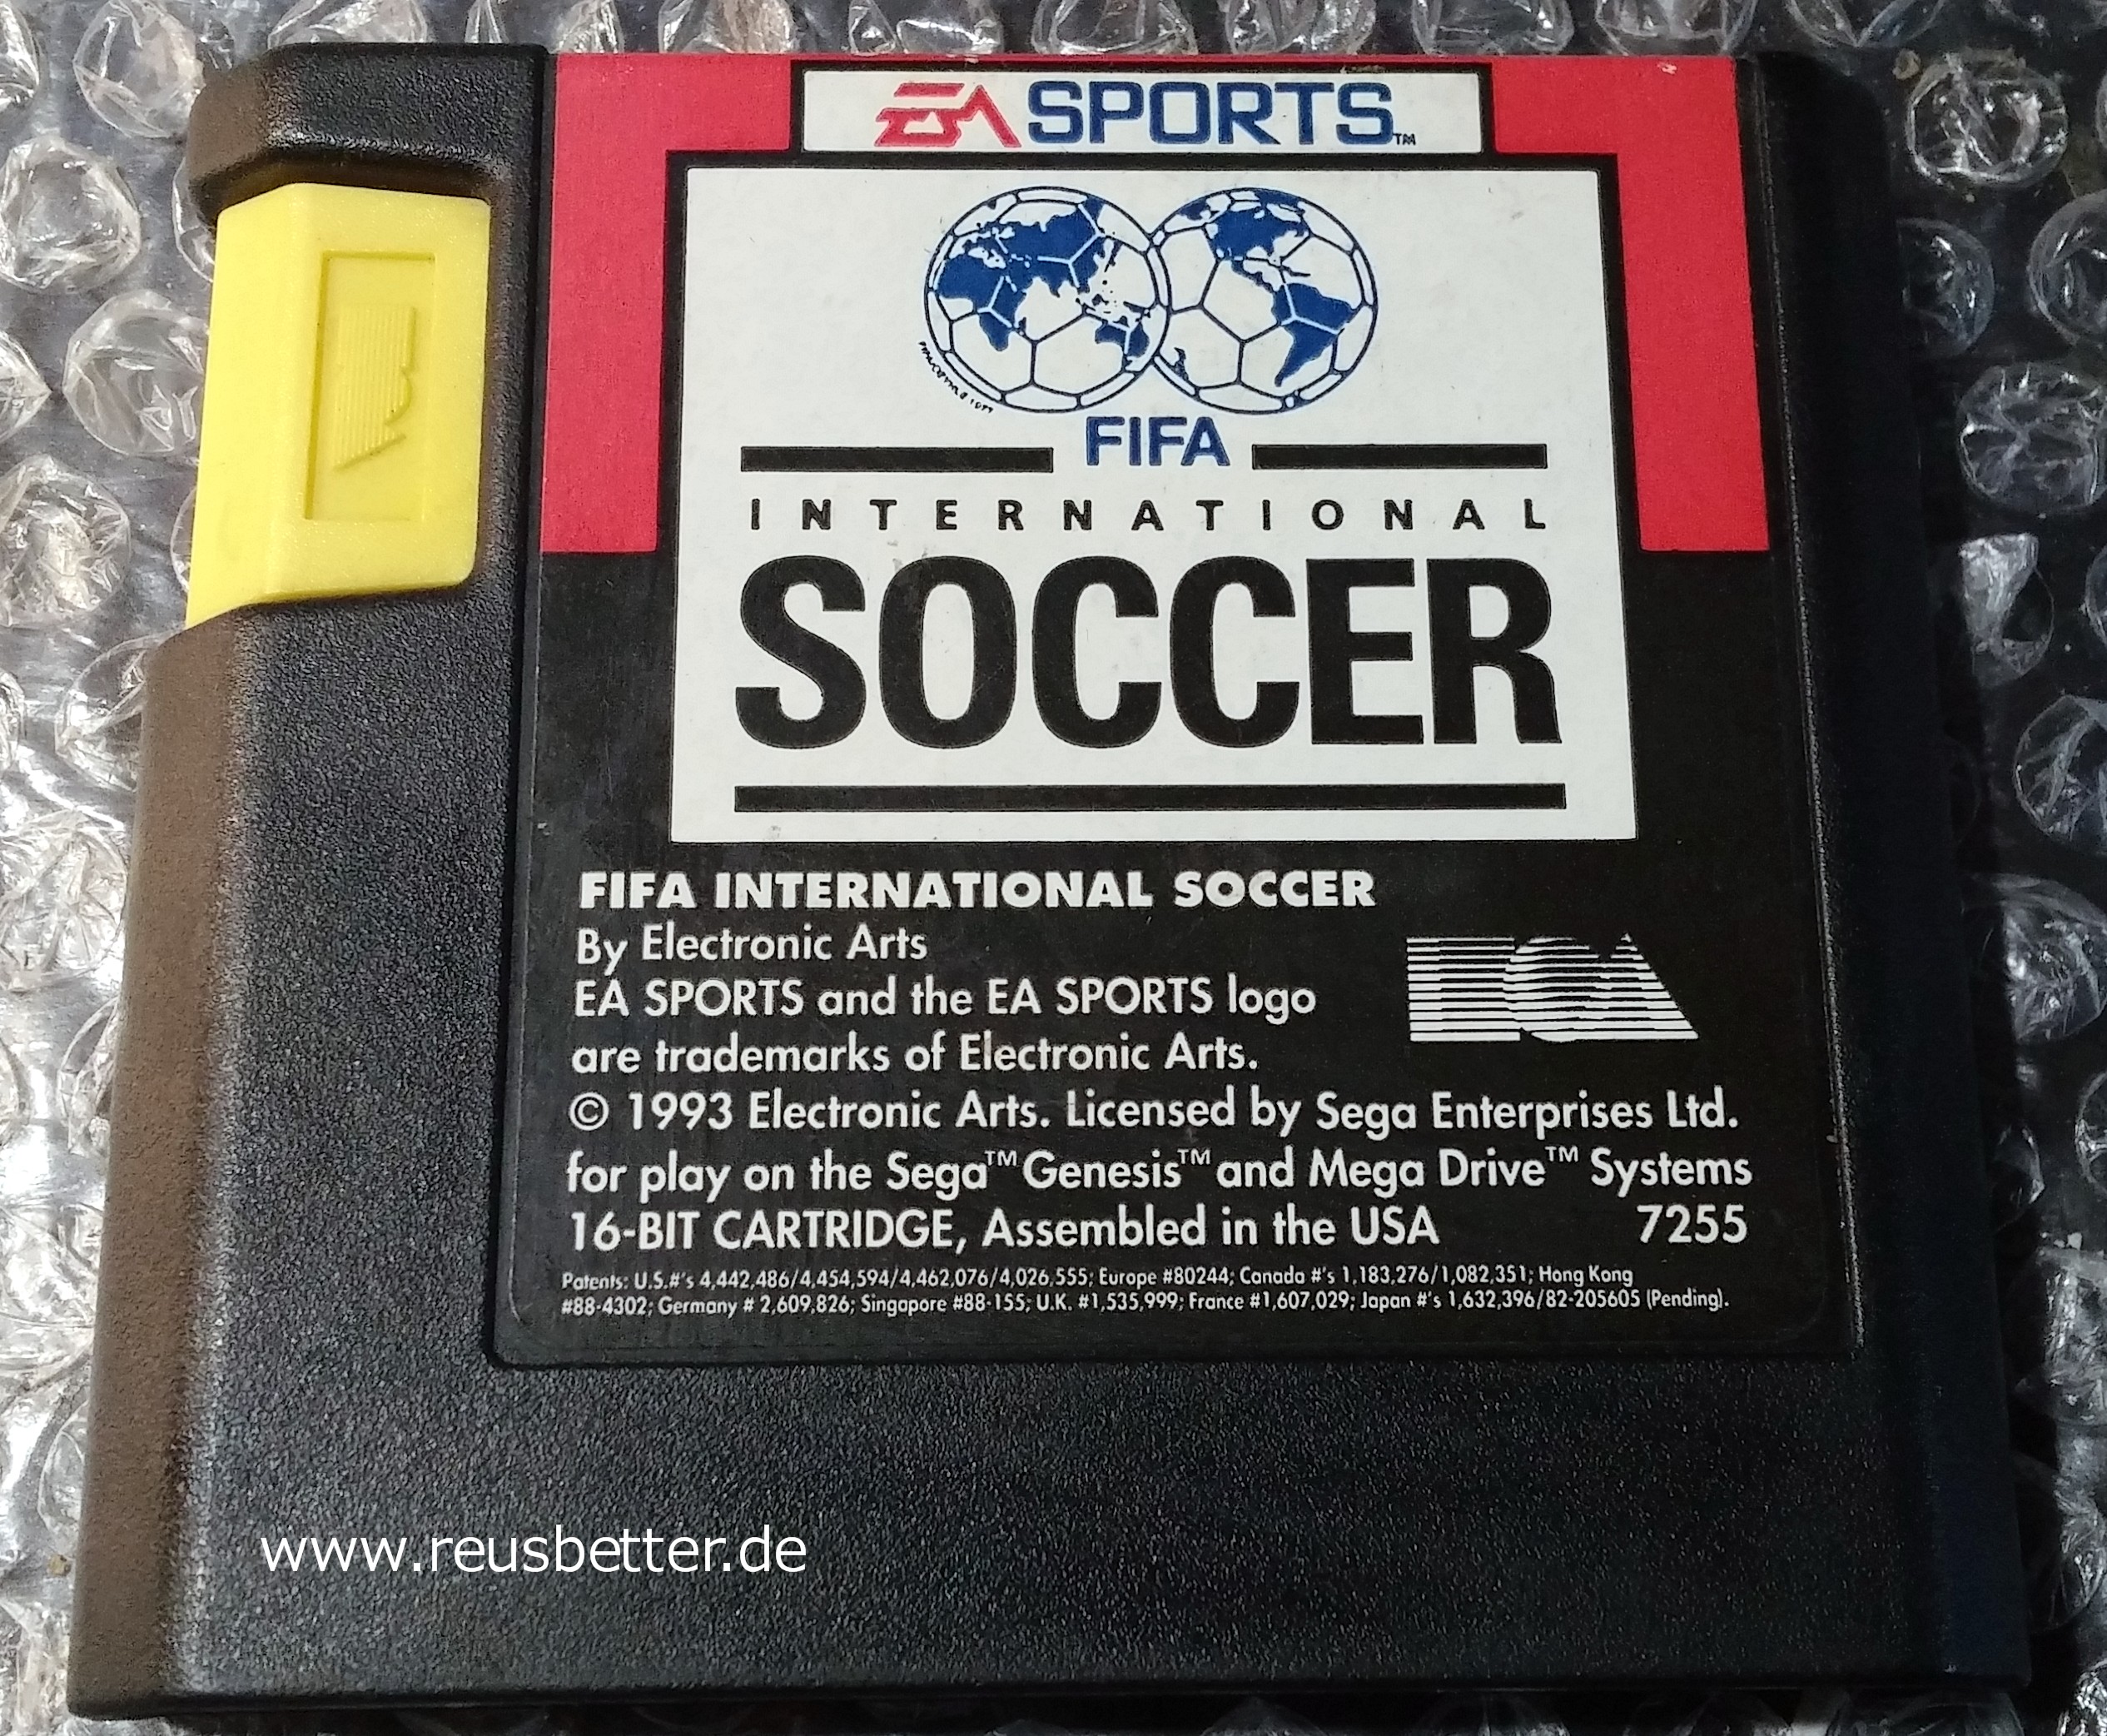 EA SPORTS™
FIFA
INTERNATIONAL
SOCCER
FIFA INTERNATIONAL SOCCER
By Electronic Arts
EA SPORTS and the EA SPORTS logo
are trademarks of Electronic Arts.
© 1993 Electronic Arts. Licensed by Sega Enterprises Ltd.
for play on the Sega™ Genesis™ and Mega Drive™ Systems
16-BIT CARTRIDGE, Assembled in the USA 7255
Patents: U.S.#'s 4,442,486/4,454,594/4,462,076/4,026,555; Europe #80244; Canada #'s 1,183,276/1,082,351; Hong Kong
#88-4302; Germany # 2,609,826; Singapore #88-155; U.K. #1,535,999; France #1,607,029; Japan #'s 1,632,396/82-205605 (Pending).
www.reusbetter.de